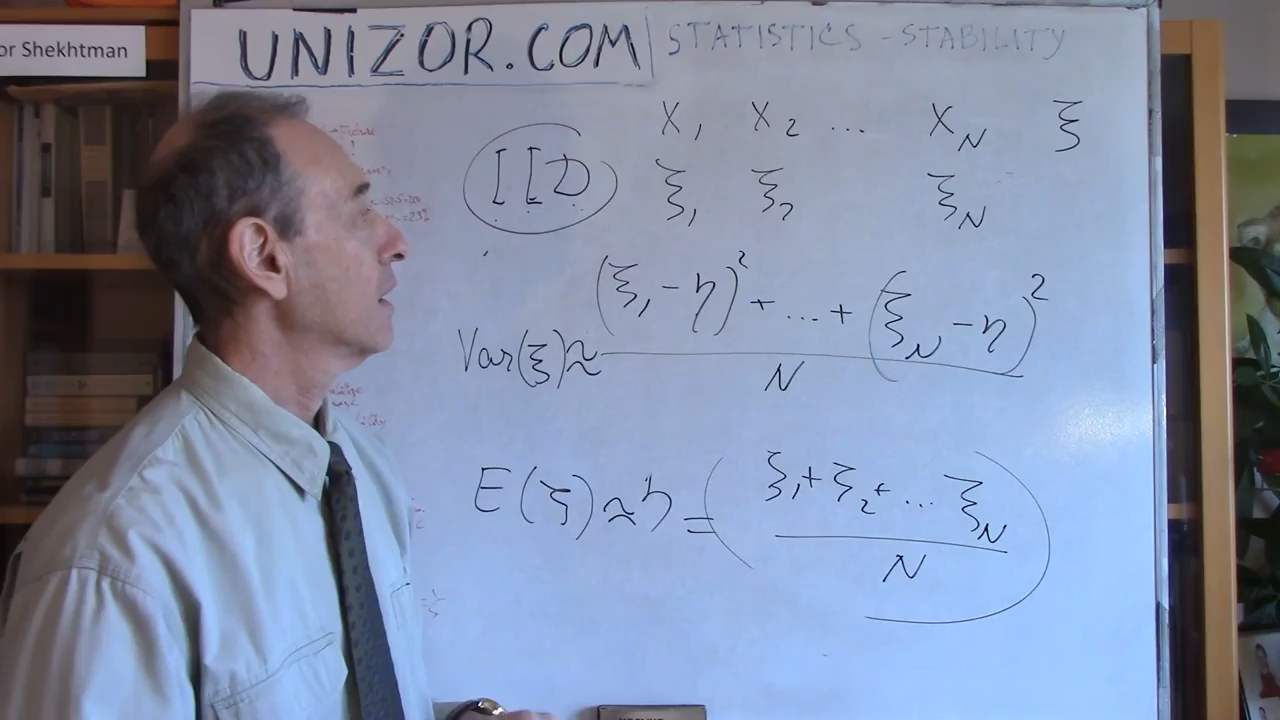 or Shekhtman
UNIZOR.COM | STATISTICS - STABILITY
IID
X₁ X₂ ... X_N ξ
ξ₁ ξ₂ ξ_N
Var(ξ) ≈ ((ξ₁ - η)² + ... + (ξ_N - η)²) / N
E(ξ) ≈ η = ((ξ₁ + ξ₂ + ... ξ_N) / N)